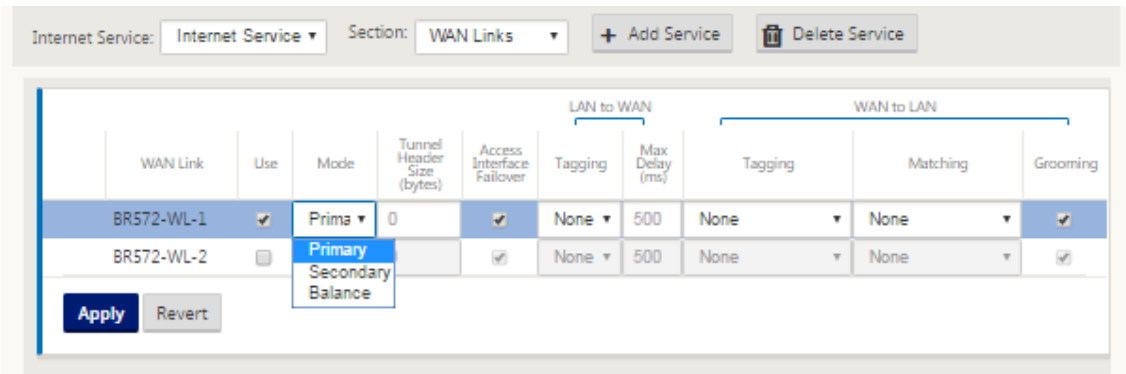 Internet Service: Internet Service Section: WAN Links + Add Service Delete Service
LAN to WAN WAN to LAN
WAN Link Use Mode Tunnel Header Size (bytes) Access Interface Failover Tagging Max Delay (ms) Tagging Matching Grooming
BR572-WL-1 Prima 0 None 500 None None
BR572-WL-2 None 500 None None
Primary
Secondary
Balance
Apply Revert